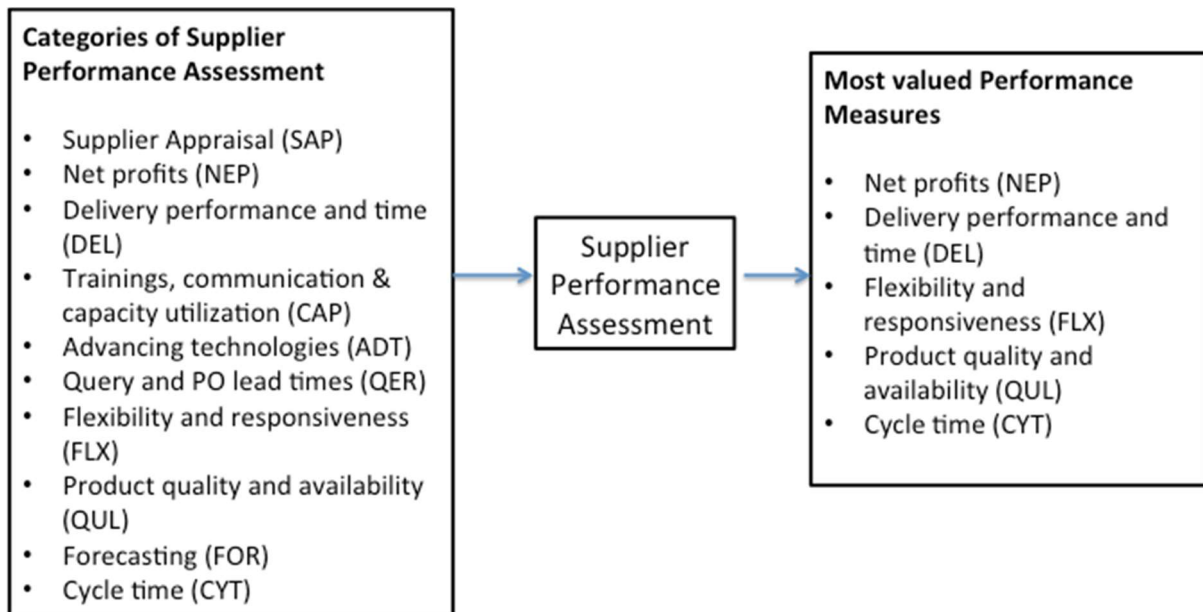 Categories of Supplier
Performance Assessment
• Supplier Appraisal (SAP)
• Net profits (NEP)
• Delivery performance and time
(DEL)
• Trainings, communication &
capacity utilization (CAP)
• Advancing technologies (ADT)
• Query and PO lead times (QER)
• Flexibility and responsiveness
(FLX)
• Product quality and availability
(QUL)
• Forecasting (FOR)
• Cycle time (CYT)
Supplier
Performance
Assessment
Most valued Performance
Measures
• Net profits (NEP)
• Delivery performance and
time (DEL)
• Flexibility and
responsiveness (FLX)
• Product quality and
availability (QUL)
• Cycle time (CYT)